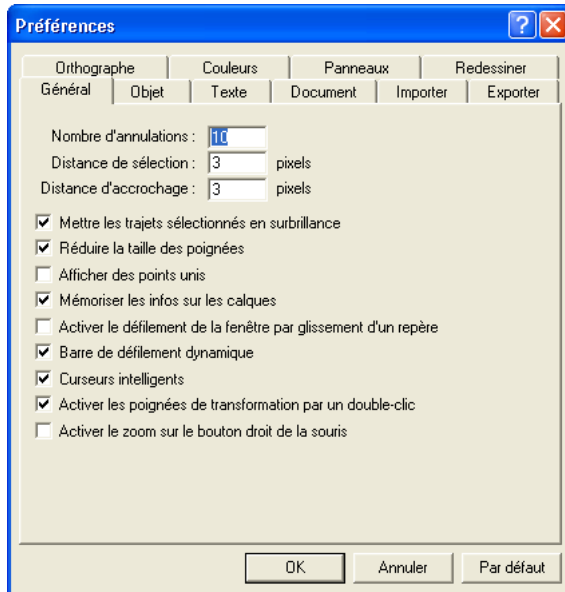 Préférences
Orthographe Couleurs Panneaux Redessiner
Général Objet Texte Document Importer Exporter
Nombre d'annulations : 10
Distance de sélection : 3 pixels
Distance d'accrochage : 3 pixels
Mettre les trajets sélectionnés en surbrillance
Réduire la taille des poignées
Afficher des points unis
Mémoriser les infos sur les calques
Activer le défilement de la fenêtre par glissement d'un repère
Barre de défilement dynamique
Curseurs intelligents
Activer les poignées de transformation par un double-clic
Activer le zoom sur le bouton droit de la souris
OK Annuler Par défaut